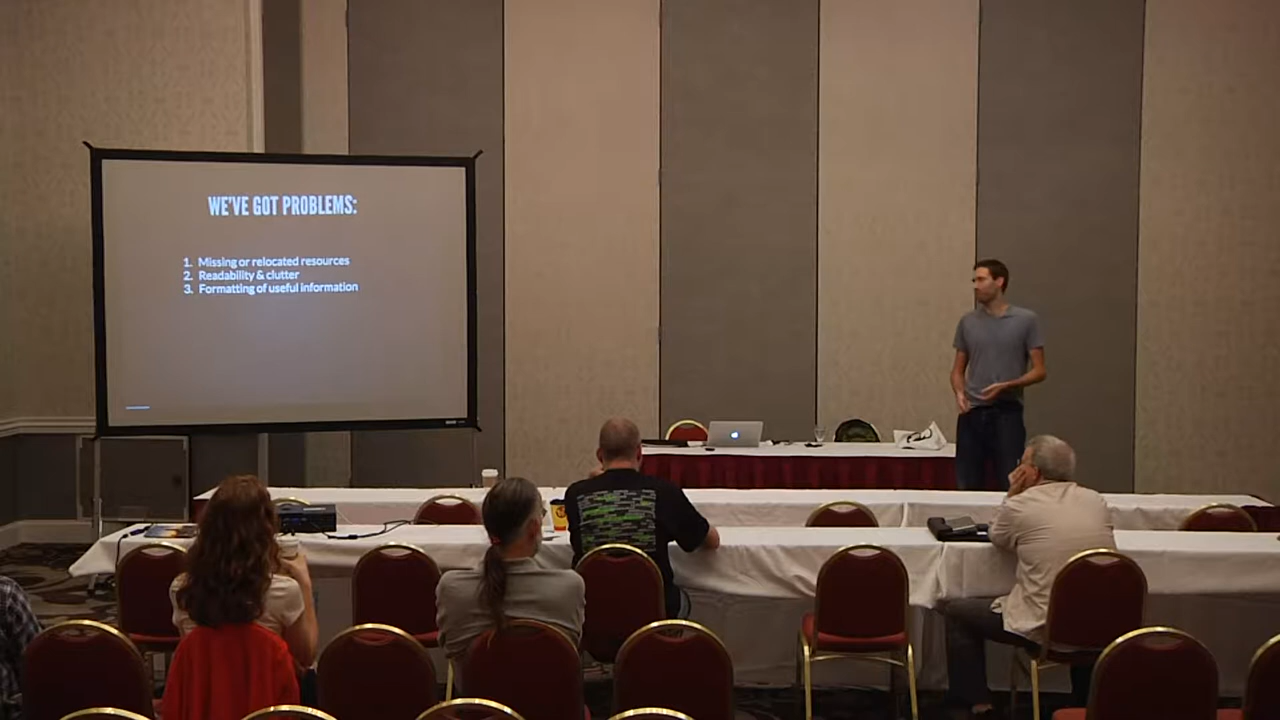 WE'VE GOT PROBLEMS:
1. Missing or relocated resources
2. Readability & clutter
3. Formatting of useful information